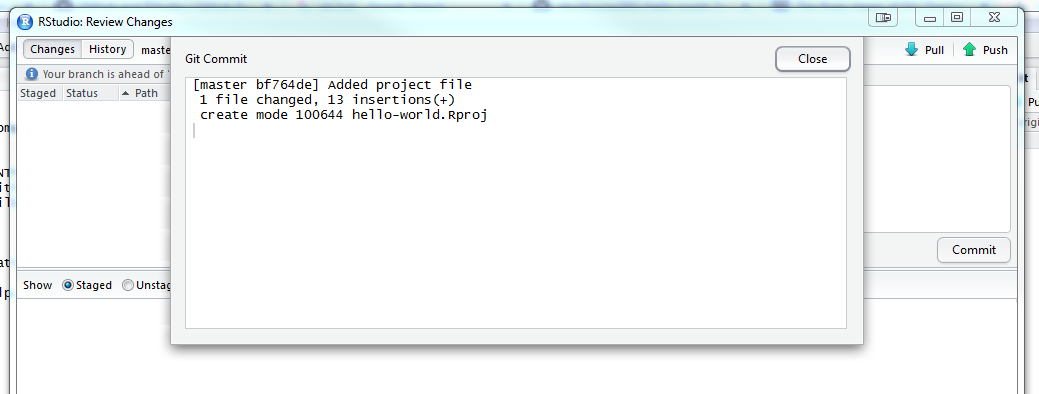 RStudio: Review Changes
Changes History master
Git Commit
Close
Pull Push
Your branch is ahead of '
Staged Status Path
[master bf764de] Added project file
1 file changed, 13 insertions(+)
create mode 100644 hello-world.Rproj
Commit
Show Staged Unstag